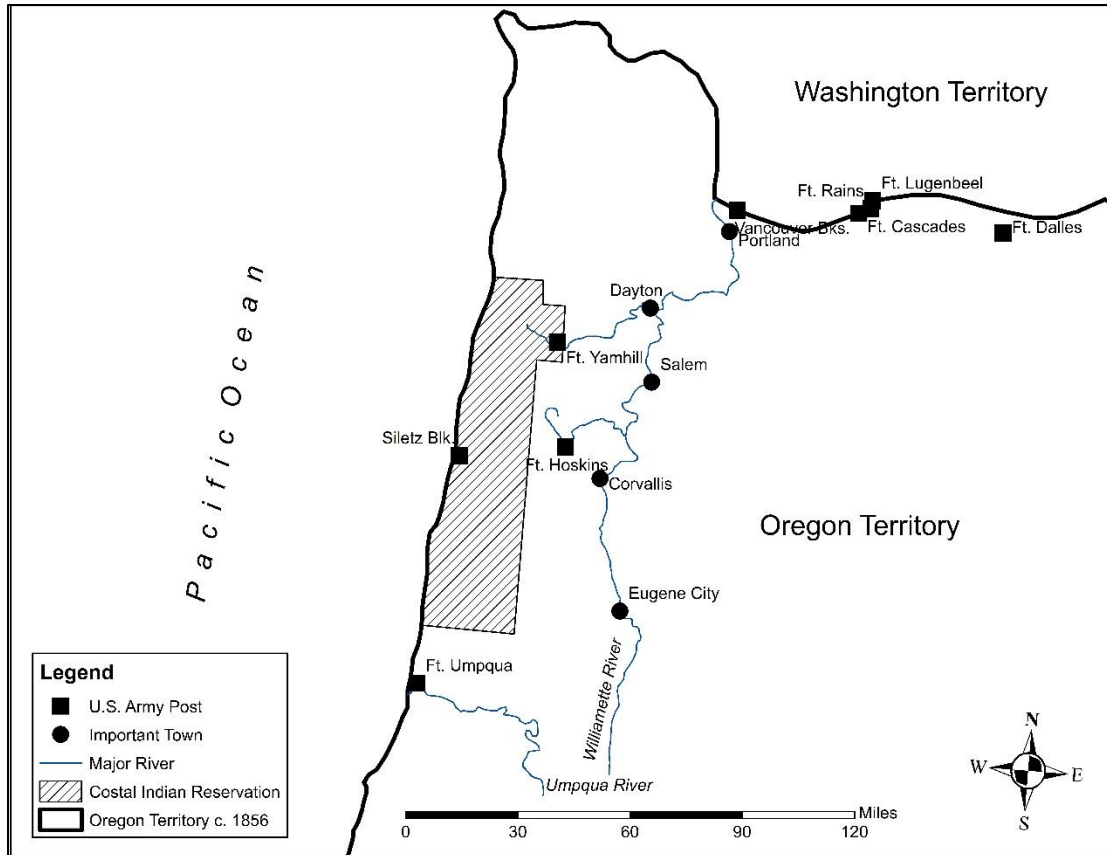 Washington Territory
Ft. Rains
Ft. Lugenbeel
Vancouver Bks.
Ft. Cascades
Portland
Ft. Dalles
Dayton
Ft. Yamhill
Salem
Pacific Ocean
Siletz Blk.
Ft. Hoskins
Corvallis
Oregon Territory
Eugene City
Ft. Umpqua
Williamette River
Umpqua River
Legend
U.S. Army Post
Important Town
Major River
Costal Indian Reservation
Oregon Territory c. 1856
N
W
E
S
Miles
0 30 60 90 120